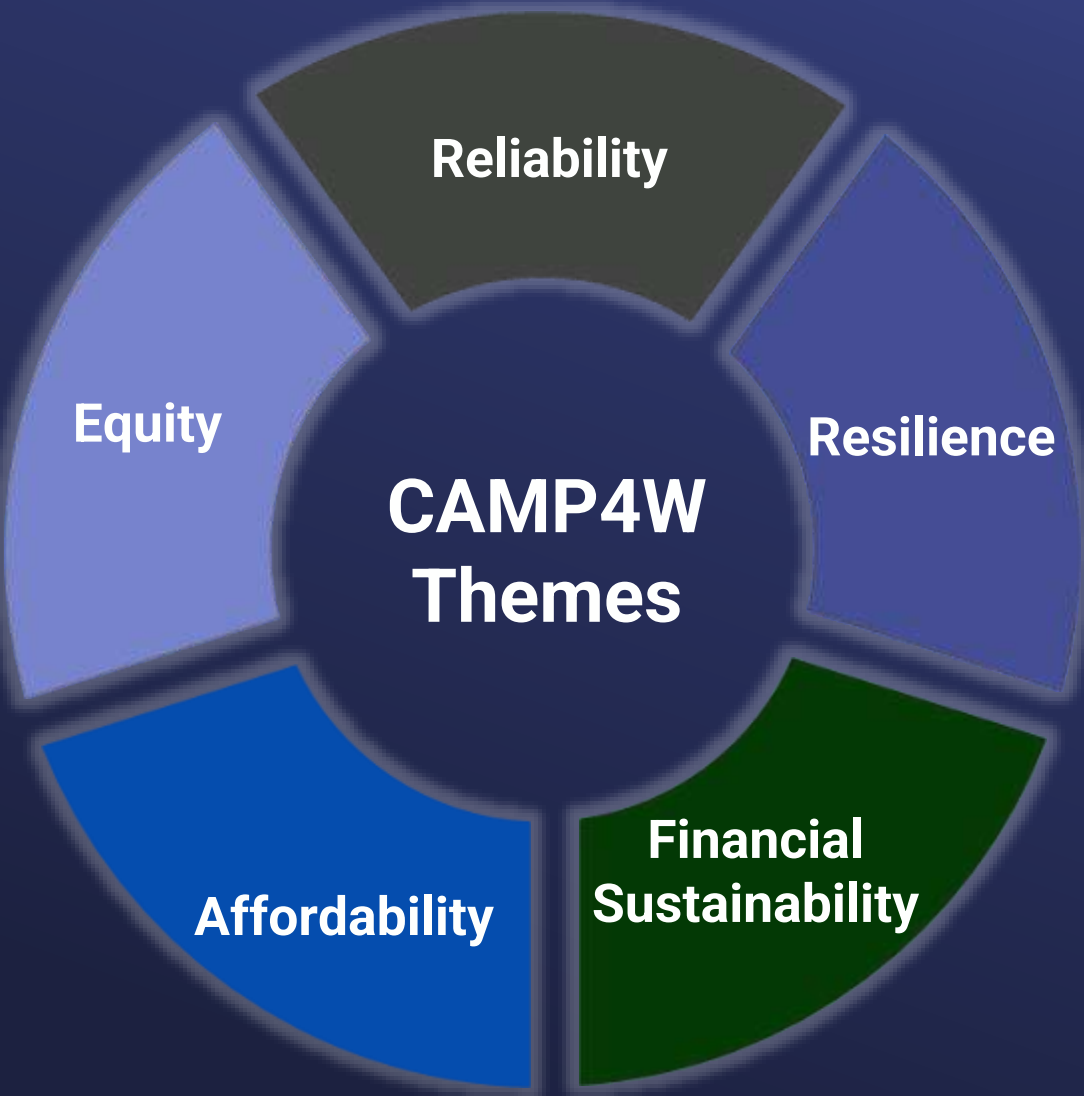 Reliability
Equity
Resilience
CAMP4W
Themes
Financial
Sustainability
Affordability